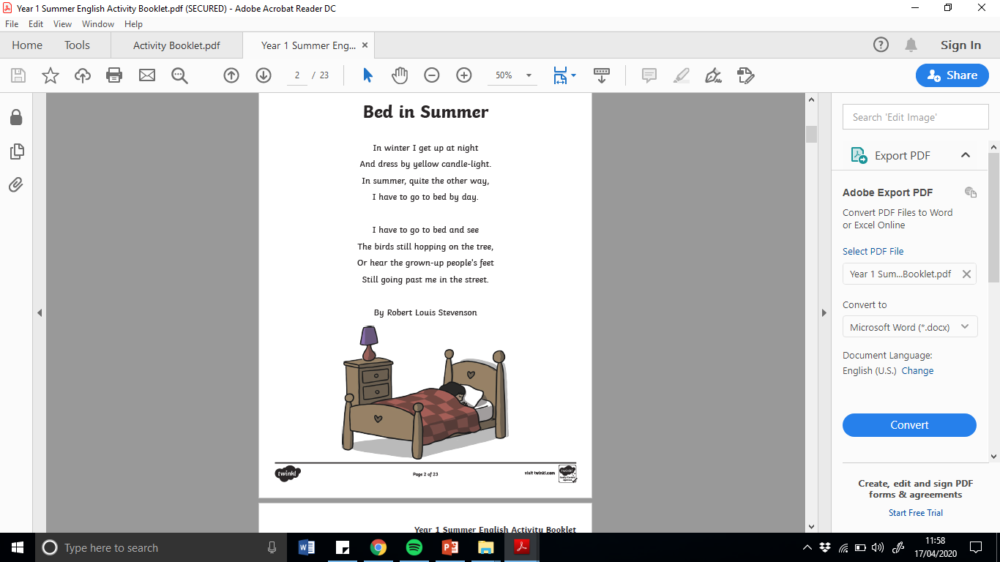 Year 1 Summer English Activity Booklet.pdf (SECURED) - Adobe Acrobat Reader DC
File Edit View Window Help
Home Tools Activity Booklet.pdf Year 1 Summer Eng... × Sign In
2 / 23 50% Share
Bed in Summer
In winter I get up at night
And dress by yellow candle-light.
In summer, quite the other way,
I have to go to bed by day.
I have to go to bed and see
The birds still hopping on the tree,
Or hear the grown-up people's feet
Still going past me in the street.
By Robert Louis Stevenson
twinkl Page 2 of 23 visit twinkl.com
Year 1 Summer English Activity Booklet
Search 'Edit Image'
Export PDF
Adobe Export PDF
Convert PDF Files to Word
or Excel Online
Select PDF File
Year 1 Sum...Booklet.pdf
Convert to
Microsoft Word (*.docx)
Document Language:
English (U.S.) Change
Convert
Create, edit and sign PDF
forms & agreements
Start Free Trial
Type here to search
11:58
17/04/2020